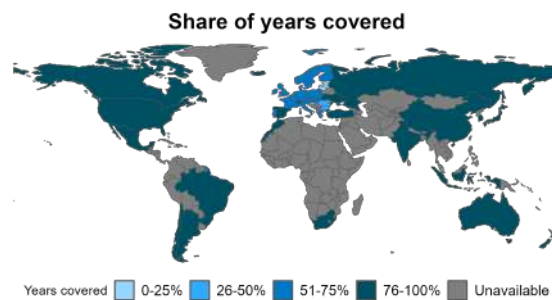 Share of years covered
Years covered 0-25% 26-50% 51-75% 76-100% Unavailable